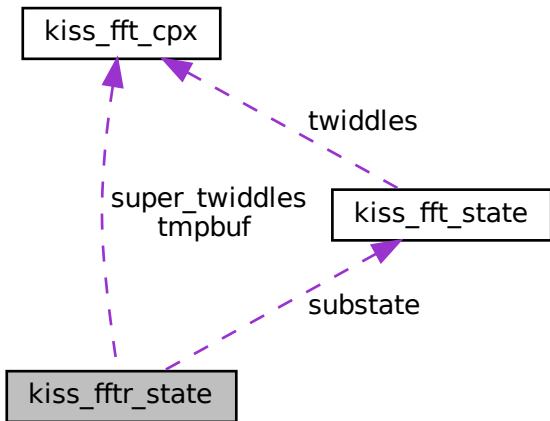 kiss_fft_cpx
twiddles
super_twiddles
tmpbuf
kiss_fft_state
substate
kiss_fftr_state